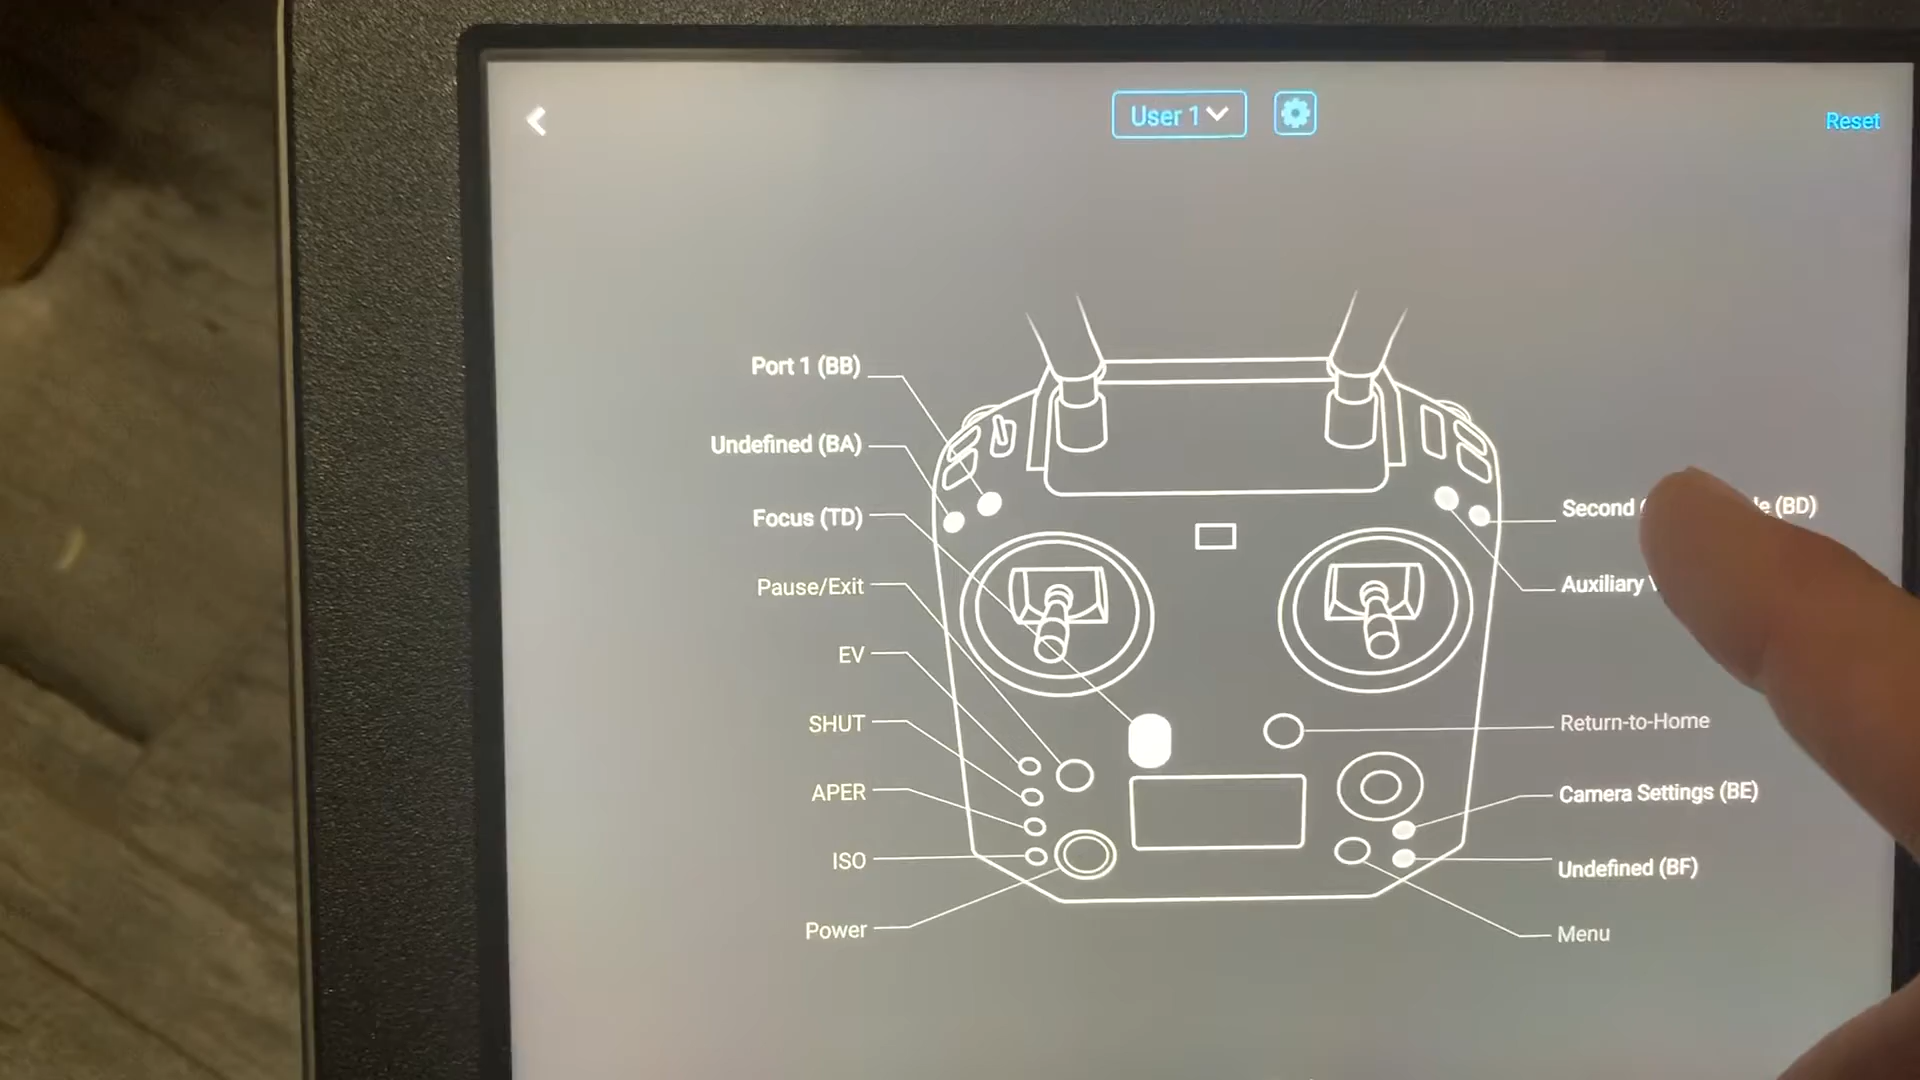 User 1
Reset
Port 1 (BB)
Undefined (BA)
Focus (TD)
Pause/Exit
EV
SHUT
APER
ISO
Power
Second (BD)
Auxiliary
Return-to-Home
Camera Settings (BE)
Undefined (BF)
Menu